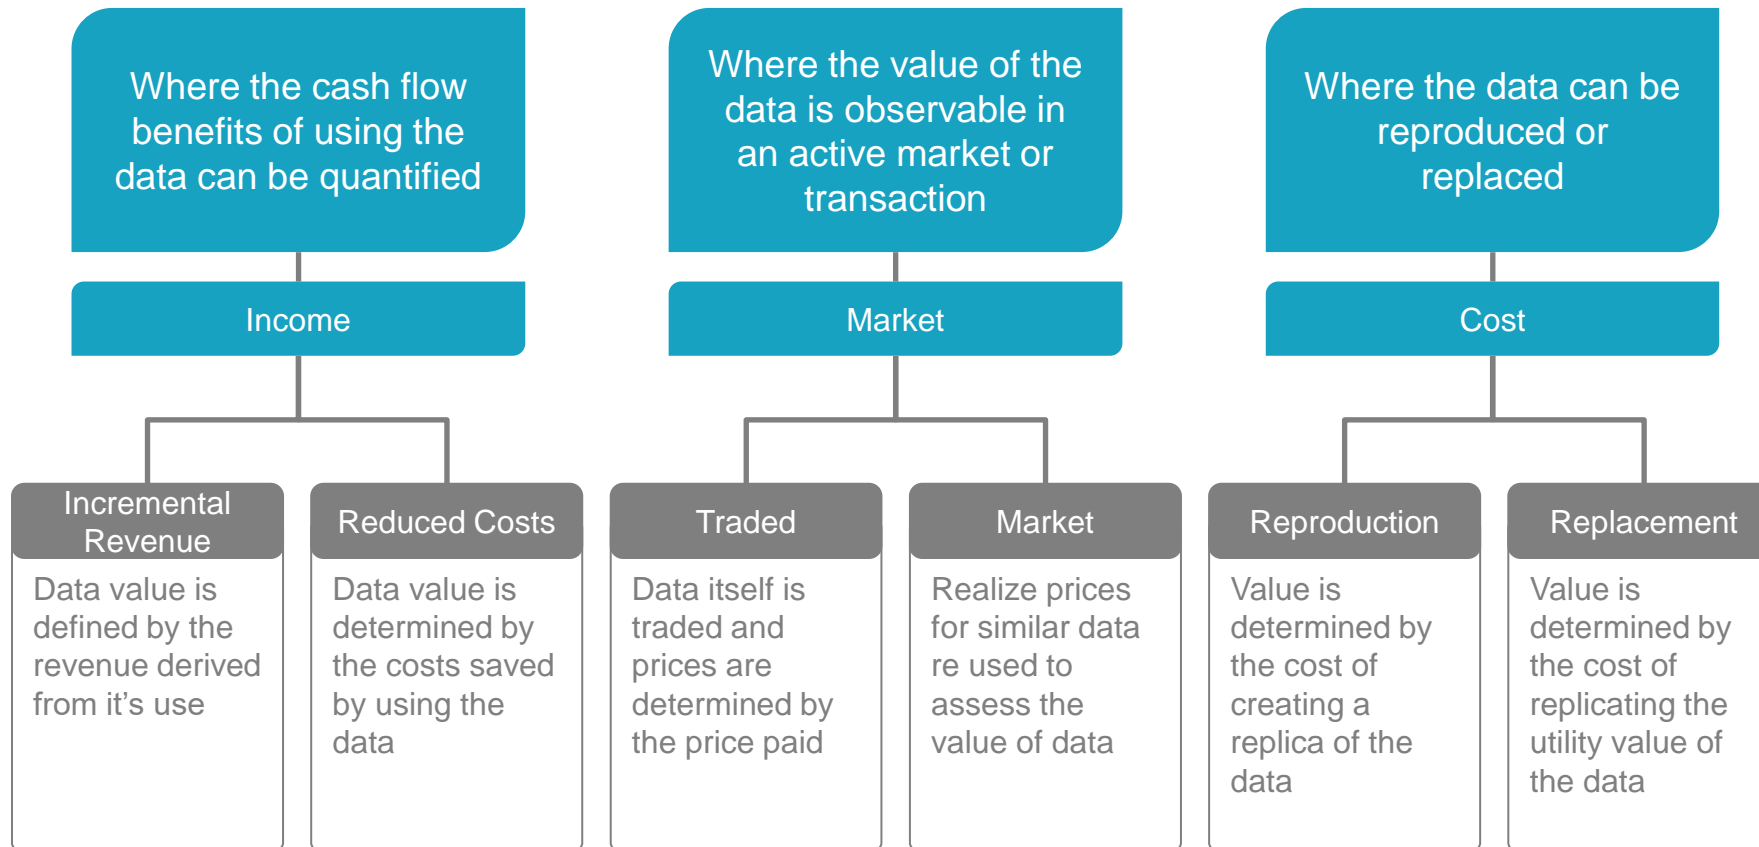 Where the cash flow
benefits of using the
data can be quantified
Income
Incremental
Revenue
Data value is
defined by the
revenue derived
from it’s use
Reduced Costs
Data value is
determined by
the costs saved
by using the
data
Where the value of the
data is observable in
an active market or
transaction
Market
Traded
Data itself is
traded and
prices are
determined by
the price paid
Market
Realize prices
for similar data
re used to
assess the
value of data
Where the data can be
reproduced or
replaced
Cost
Reproduction
Value is
determined by
the cost of
creating a
replica of the
data
Replacement
Value is
determined by
the cost of
replicating the
utility value of
the data